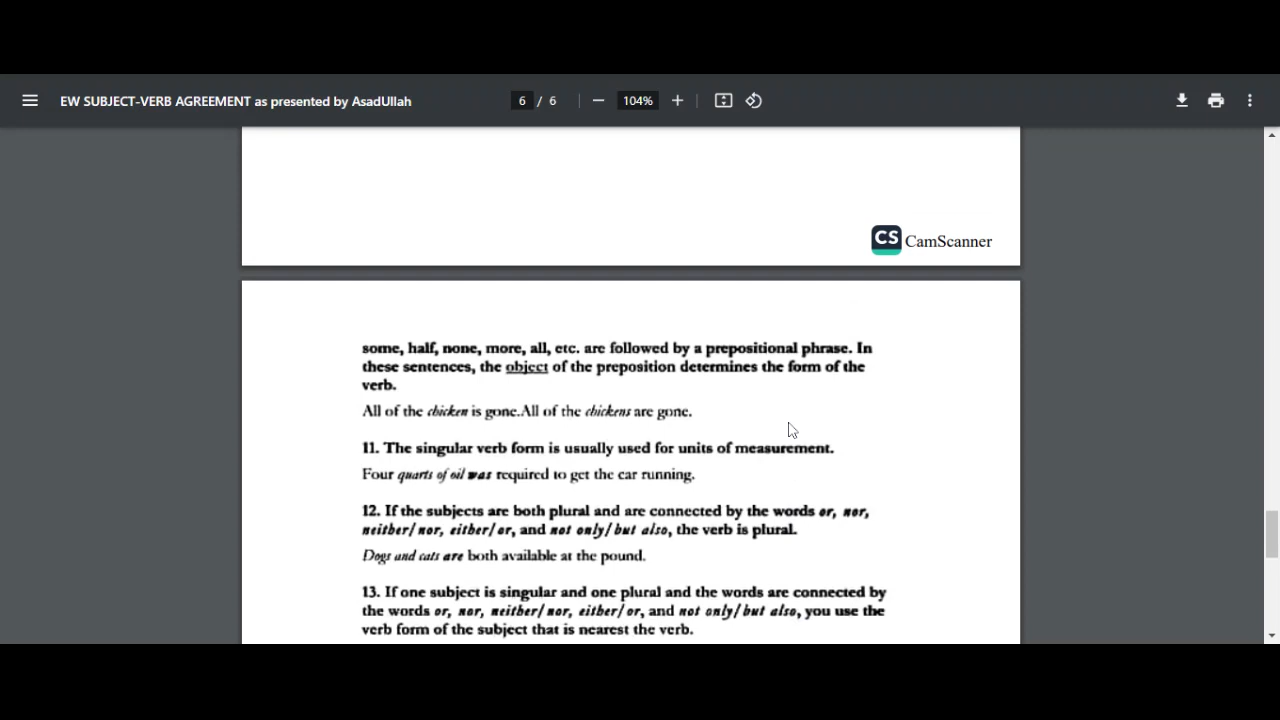 EW SUBJECT-VERB AGREEMENT as presented by AsadUllah
6 / 6
104%
CS CamScanner
some, half, none, more, all, etc. are followed by a prepositional phrase. In
these sentences, the object of the preposition determines the form of the
verb.
All of the chicken is gone.All of the chickens are gone.
11. The singular verb form is usually used for units of measurement.
Four quarts of oil was required to get the car running.
12. If the subjects are both plural and are connected by the words or, nor,
neither/nor, either/or, and not only/but also, the verb is plural.
Dogs and cats are both available at the pound.
13. If one subject is singular and one plural and the words are connected by
the words or, nor, neither/nor, either/or, and not only/but also, you use the
verb form of the subject that is nearest the verb.